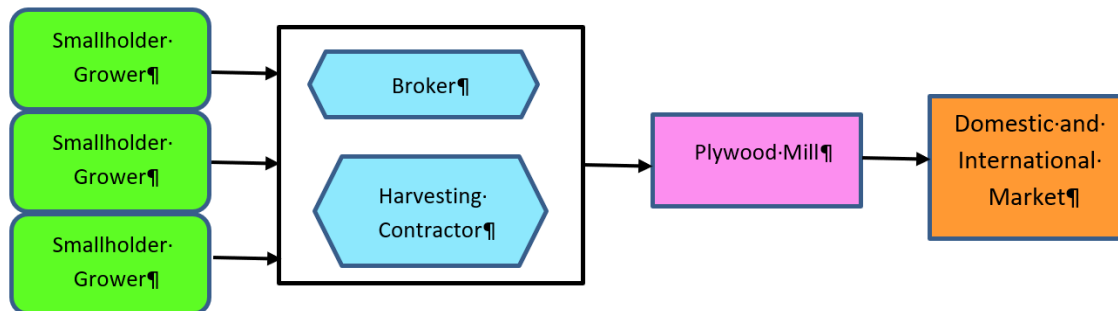 Smallholder·
Grower¶
Smallholder·
Grower¶
Smallholder·
Grower¶
Broker¶
Harvesting·
Contractor¶
Plywood·Mill¶
Domestic·and·
International·
Market¶